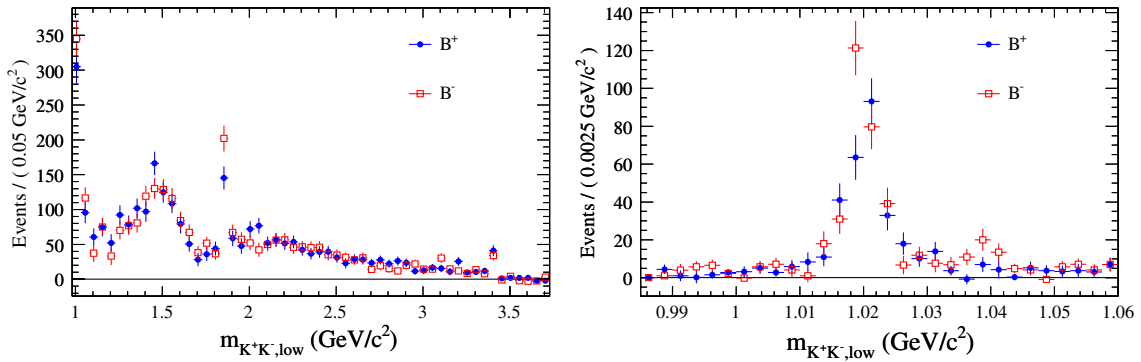 Events / ( 0.05 GeV/c²)
350
300
250
200
150
100
50
0
B⁺
B⁻
1 1.5 2 2.5 3 3.5
m_{K⁺K⁻,low} (GeV/c²)
Events / ( 0.0025 GeV/c²)
140
120
100
80
60
40
20
0
B⁺
B⁻
0.99 1 1.01 1.02 1.03 1.04 1.05 1.06
m_{K⁺K⁻,low} (GeV/c²)